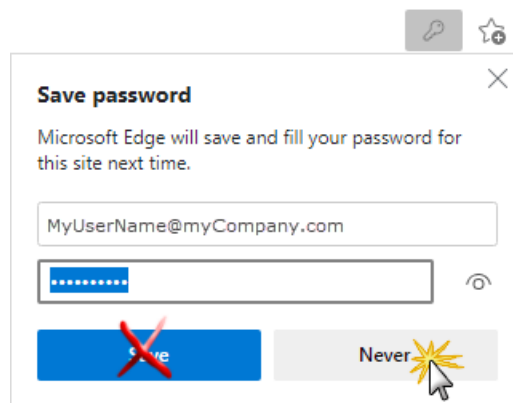 Save password
Microsoft Edge will save and fill your password for
this site next time.
MyUserName@myCompany.com
••••••••••
Save
Never